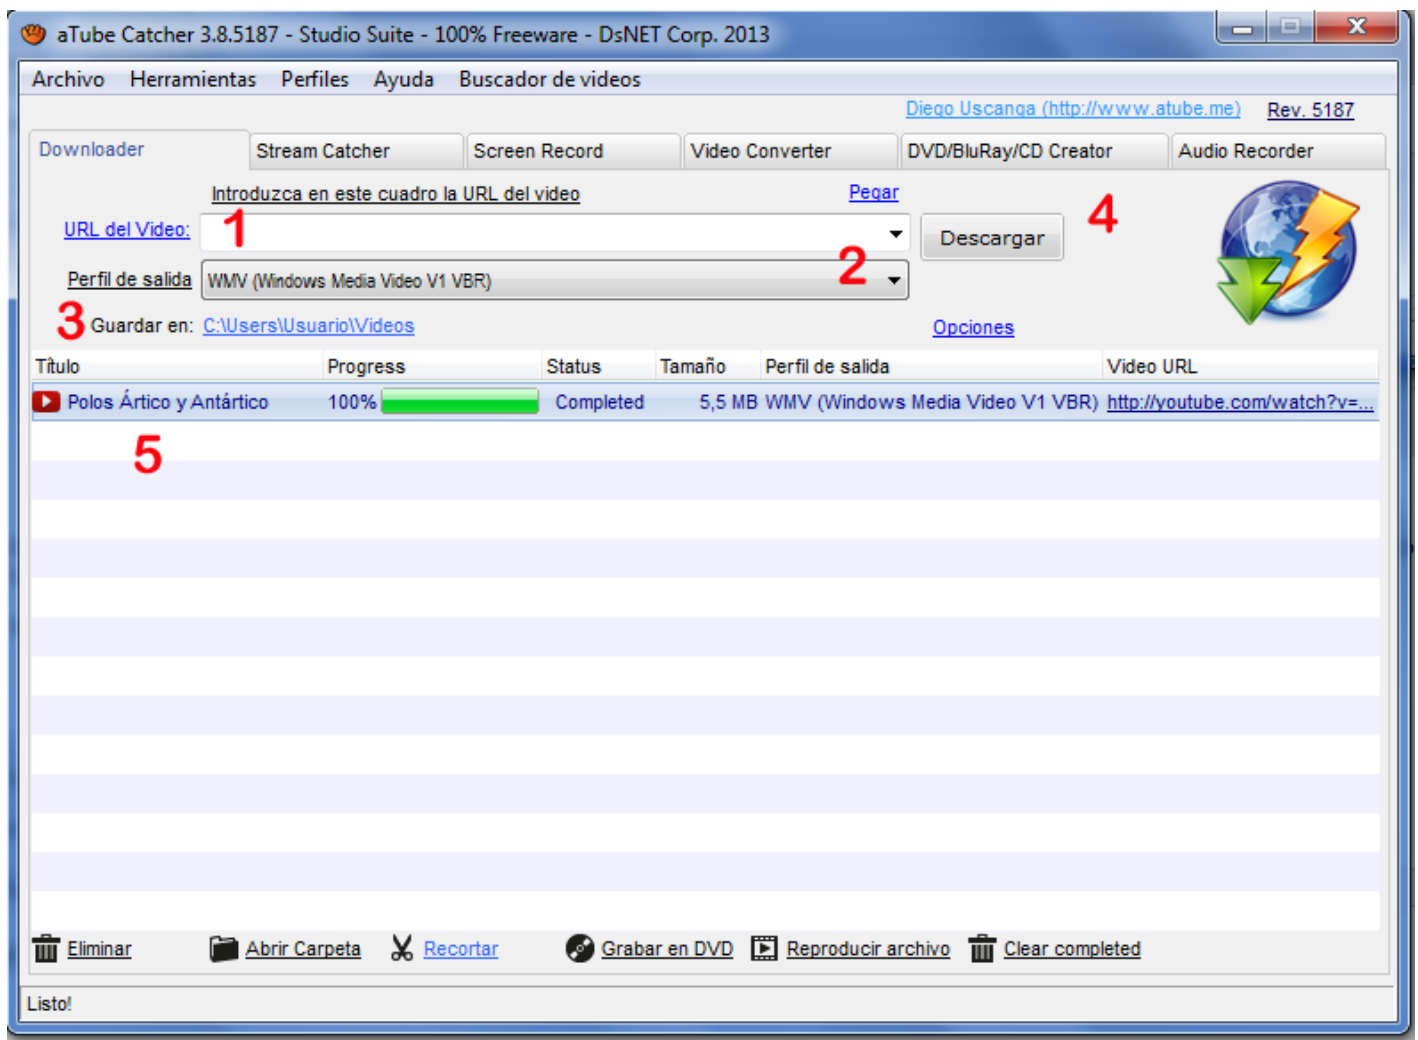 aTube Catcher 3.8.5187 - Studio Suite - 100% Freeware - DsNET Corp. 2013
Archivo Herramientas Perfiles Ayuda Buscador de videos
Diego Uscanga (http://www.atube.me) Rev. 5187
Downloader Stream Catcher Screen Record Video Converter DVD/BluRay/CD Creator Audio Recorder
Introduzca en este cuadro la URL del video Pegar
URL del Video: 1 Descargar 4
Perfil de salida WMV (Windows Media Video V1 VBR) 2
3 Guardar en: C:\Users\Usuario\Videos Opciones
Título Progress Status Tamaño Perfil de salida Video URL
Polos Ártico y Antártico 100% Completed 5,5 MB WMV (Windows Media Video V1 VBR) http://youtube.com/watch?v=...
5
Eliminar Abrir Carpeta Recortar Grabar en DVD Reproducir archivo Clear completed
Listo!